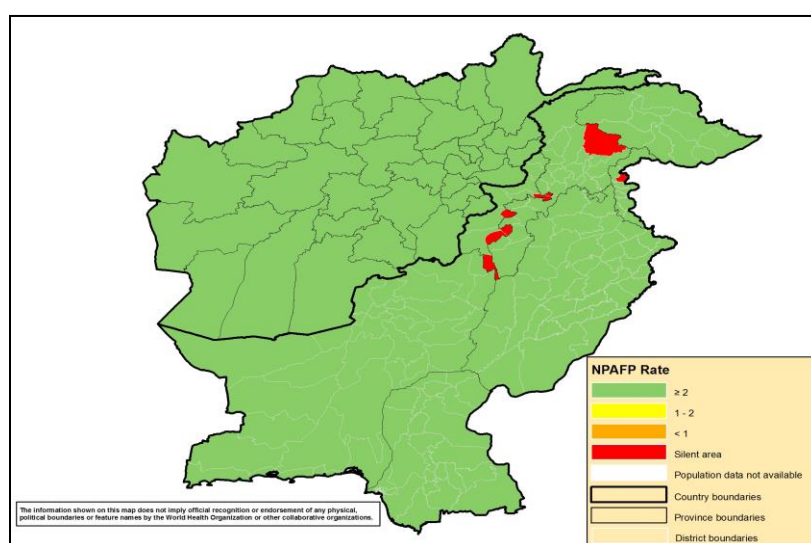 NPAFP Rate
≥ 2
1 - 2
< 1
Silent area
Population data not available
Country boundaries
Province boundaries
District boundaries
The information shown on this map does not imply official recognition or endorsement of any physical,
political boundaries or feature names by the World Health Organization or other collaborative organizations.